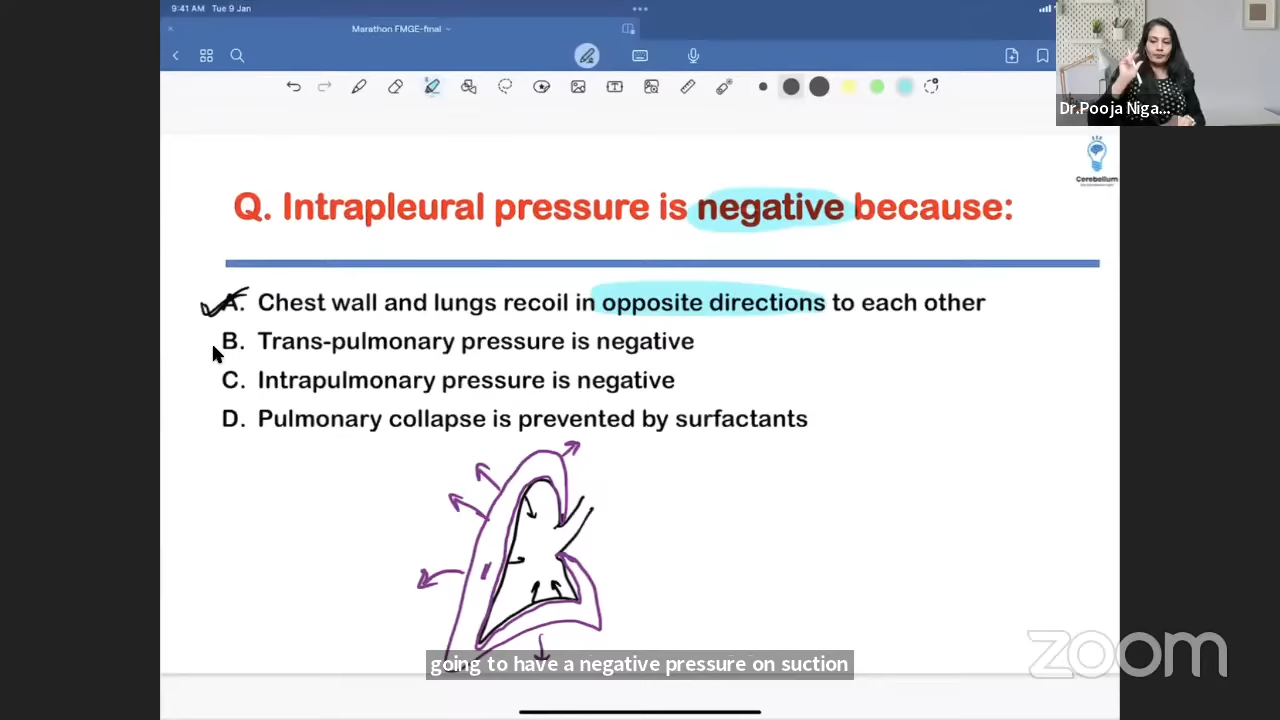 9:41 AM Tue 9 Jan
Marathon FMGE-final
Dr.Pooja Niga...
Cerebellum
Q. Intrapleural pressure is negative because:
A. Chest wall and lungs recoil in opposite directions to each other
B. Trans-pulmonary pressure is negative
C. Intrapulmonary pressure is negative
D. Pulmonary collapse is prevented by surfactants
going to have a negative pressure on suction
zoom